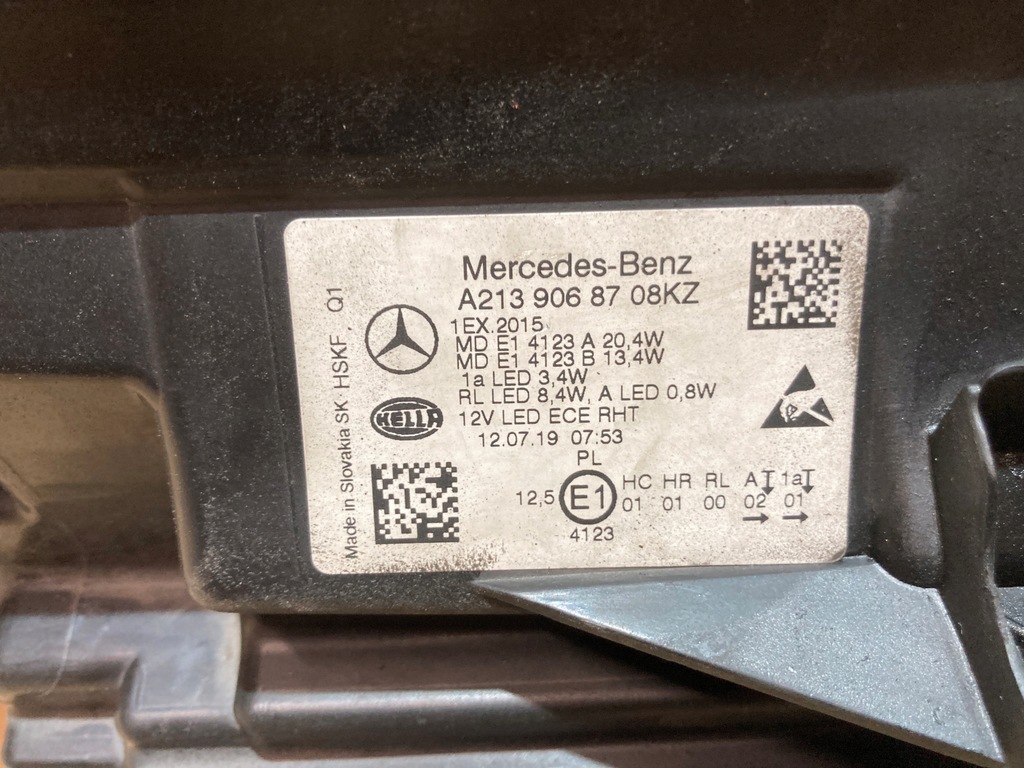 Mercedes-Benz
A213 906 87 08KZ
1EX.2015
MD E1 4123 A 20,4W
MD E1 4123 B 13,4W
1a LED 3,4W
RL LED 8,4W, A LED 0,8W
12V LED ECE RHT
12.07.19 07:53
PL
HELLA
Made in Slovakia SK HSKF, Q1
12,5 E1 HC HR RL A 1a
01 01 00 02 01
4123